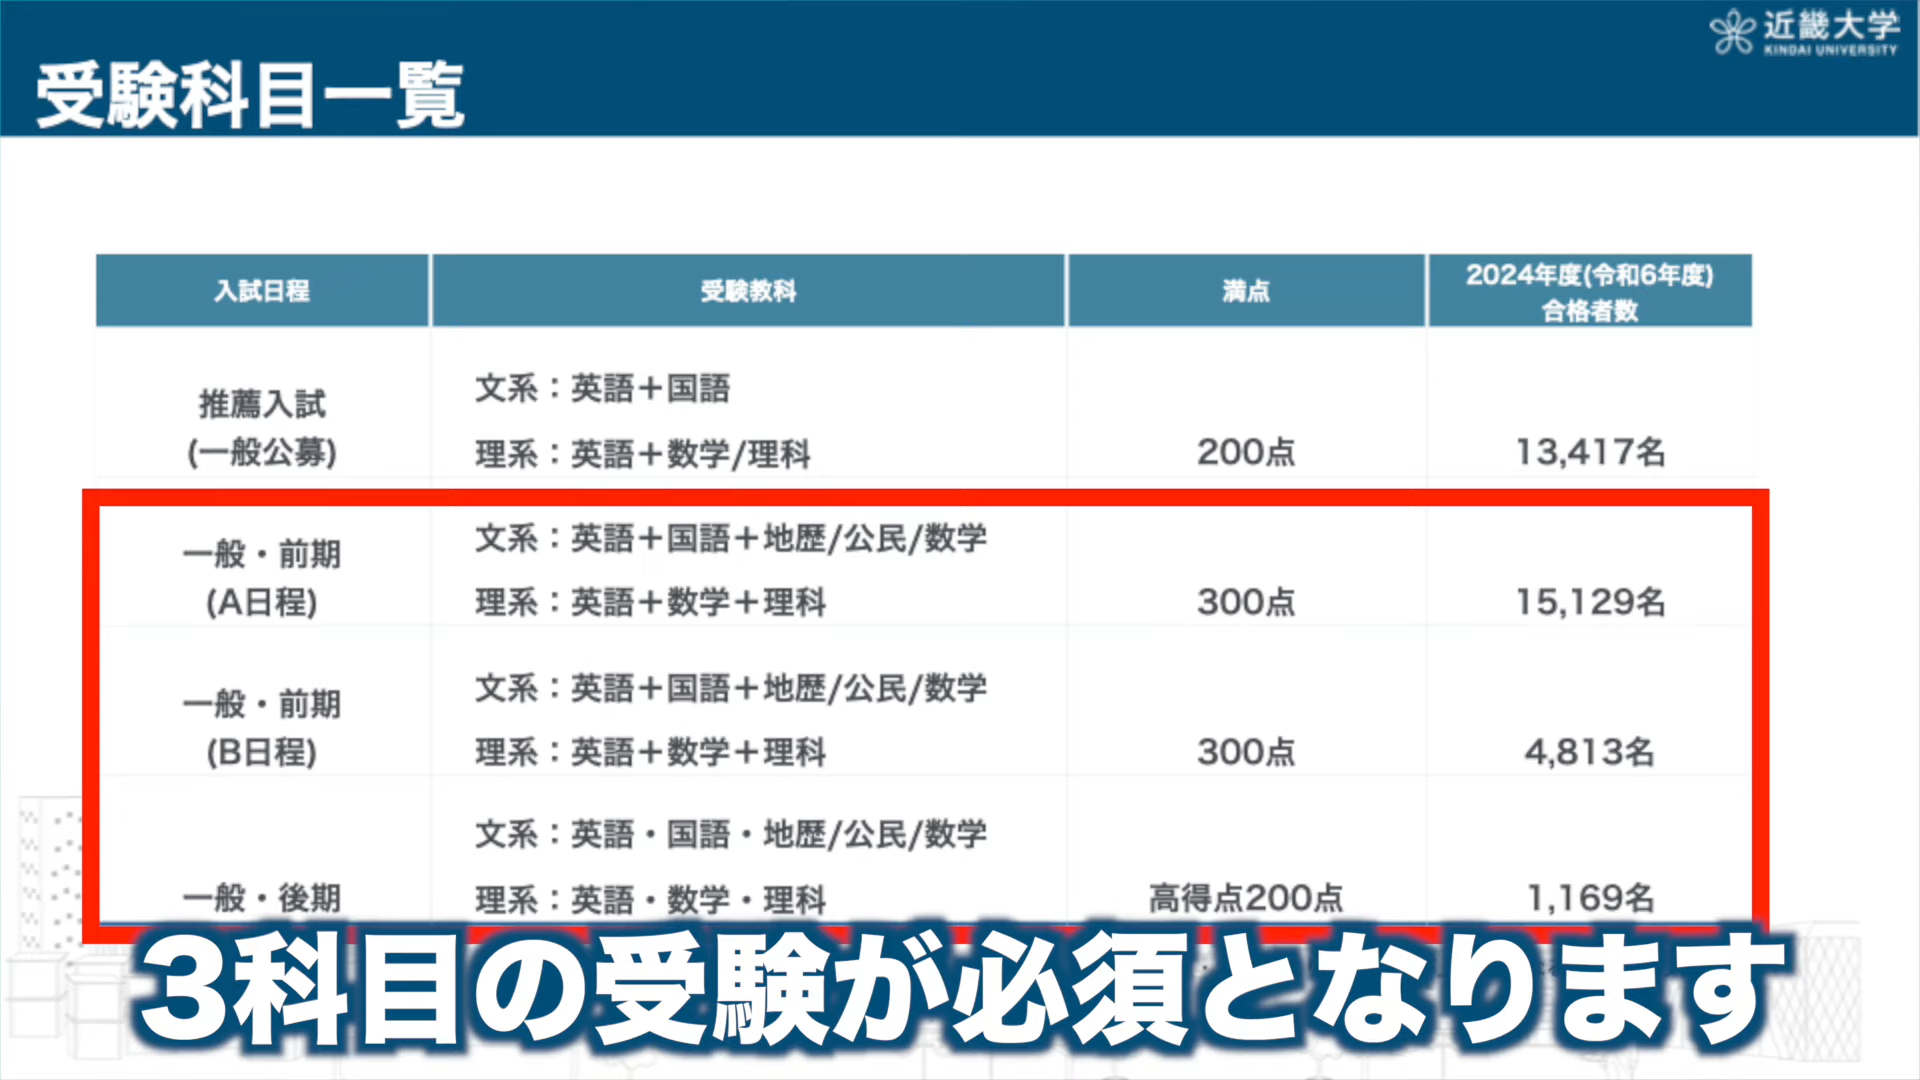 近畿大学
KINDAI UNIVERSITY
受験科目一覧
入試日程
受験教科
満点
2024年度(令和6年度)
合格者数
推薦入試
(一般公募)
文系：英語＋国語
理系：英語＋数学/理科
200点
13,417名
一般・前期
(A日程)
文系：英語＋国語＋地歴/公民/数学
理系：英語＋数学＋理科
300点
15,129名
一般・前期
(B日程)
文系：英語＋国語＋地歴/公民/数学
理系：英語＋数学＋理科
300点
4,813名
一般・後期
文系：英語・国語・地歴/公民/数学
理系：英語・数学・理科
高得点200点
1,169名
3科目の受験が必須となります